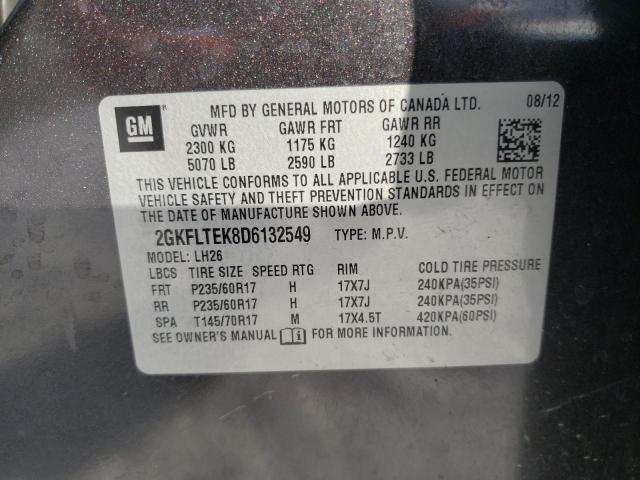 MFD BY GENERAL MOTORS OF CANADA LTD. 08/12
GM ®
GVWR GAWR FRT GAWR RR
2300 KG 1175 KG 1240 KG
5070 LB 2590 LB 2733 LB
THIS VEHICLE CONFORMS TO ALL APPLICABLE U.S. FEDERAL MOTOR
VEHICLE SAFETY AND THEFT PREVENTION STANDARDS IN EFFECT ON
THE DATE OF MANUFACTURE SHOWN ABOVE.
2GKFLTEK8D6132549 TYPE: M.P.V.
MODEL: LH26
LBCS TIRE SIZE SPEED RTG RIM COLD TIRE PRESSURE
FRT P235/60R17 H 17X7J 240KPA(35PSI)
RR P235/60R17 H 17X7J 240KPA(35PSI)
SPA T145/70R17 M 17X4.5T 420KPA(60PSI)
SEE OWNER'S MANUAL FOR MORE INFORMATION.